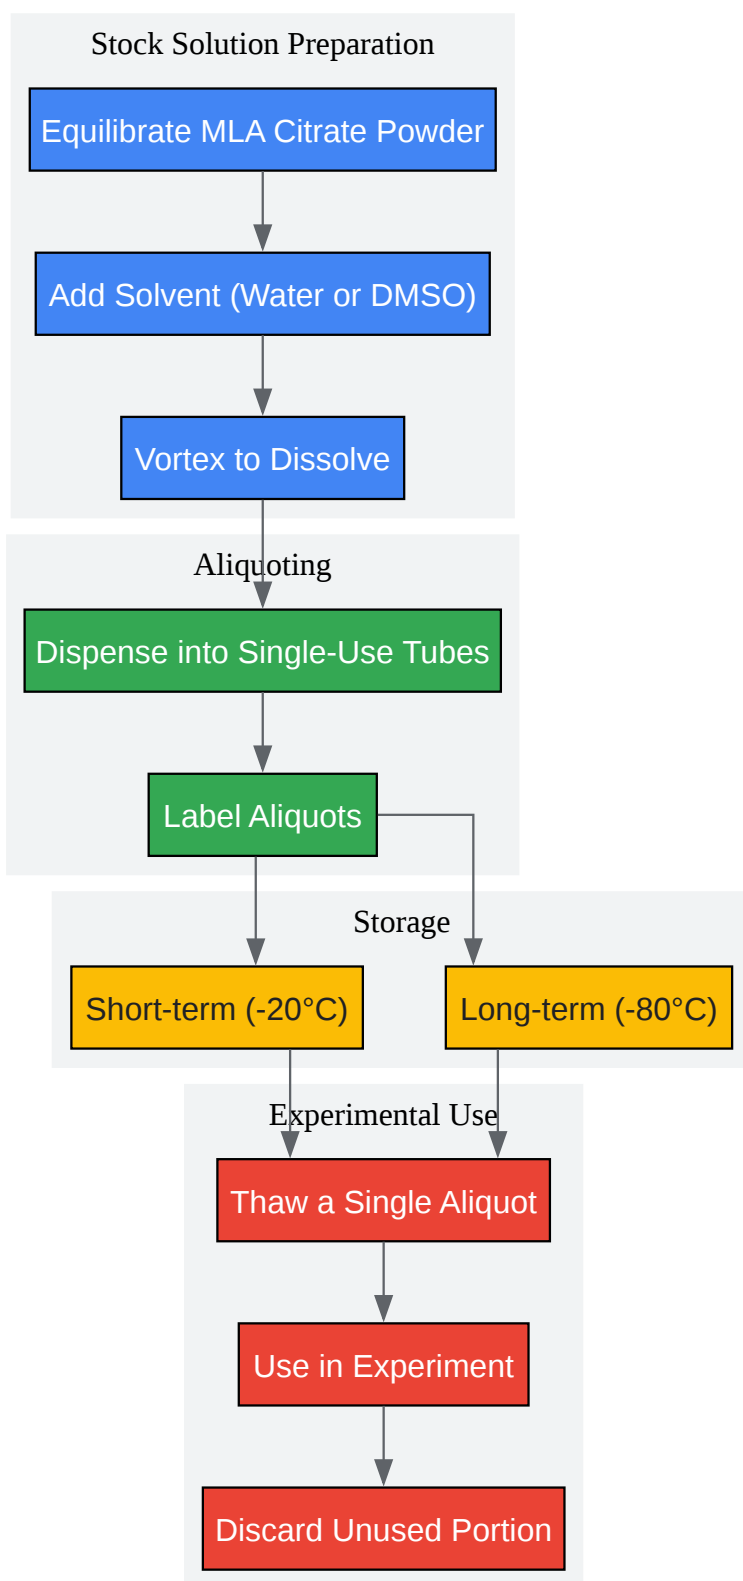 Stock Solution Preparation
Equilibrate MLA Citrate Powder
Add Solvent (Water or DMSO)
Vortex to Dissolve
Aliquoting
Dispense into Single-Use Tubes
Label Aliquots
Storage
Short-term (-20°C)
Long-term (-80°C)
Experimental Use
Thaw a Single Aliquot
Use in Experiment
Discard Unused Portion